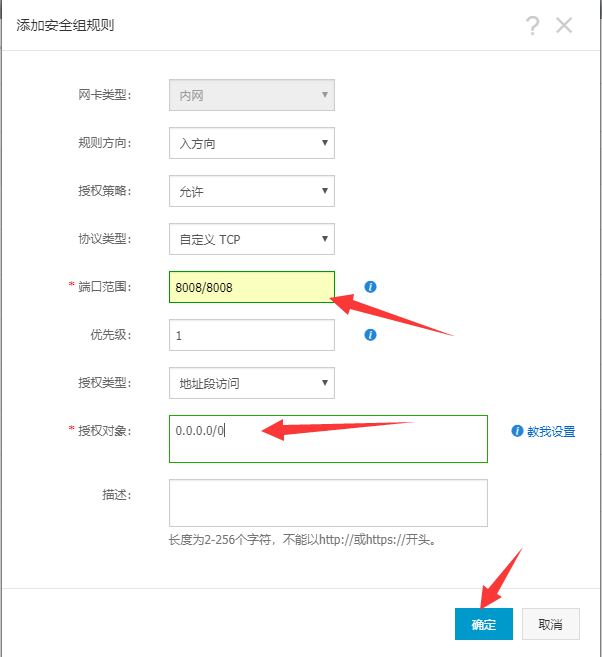 添加安全组规则
网卡类型: 内网
规则方向: 入方向
授权策略: 允许
协议类型: 自定义 TCP
* 端口范围: 8008/8008
优先级: 1
授权类型: 地址段访问
* 授权对象: 0.0.0.0/0 教我设置
描述:
长度为2-256个字符，不能以http://或https://开头。
确定 取消